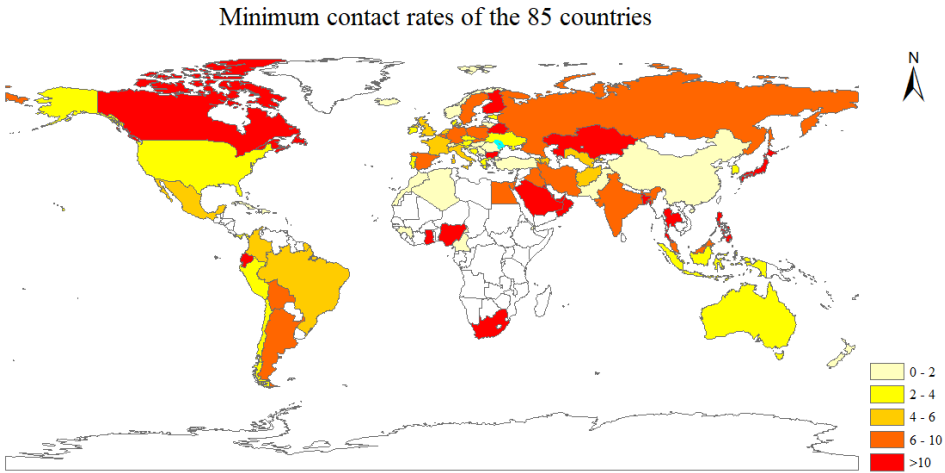 Minimum contact rates of the 85 countries
N
0 - 2
2 - 4
4 - 6
6 - 10
>10